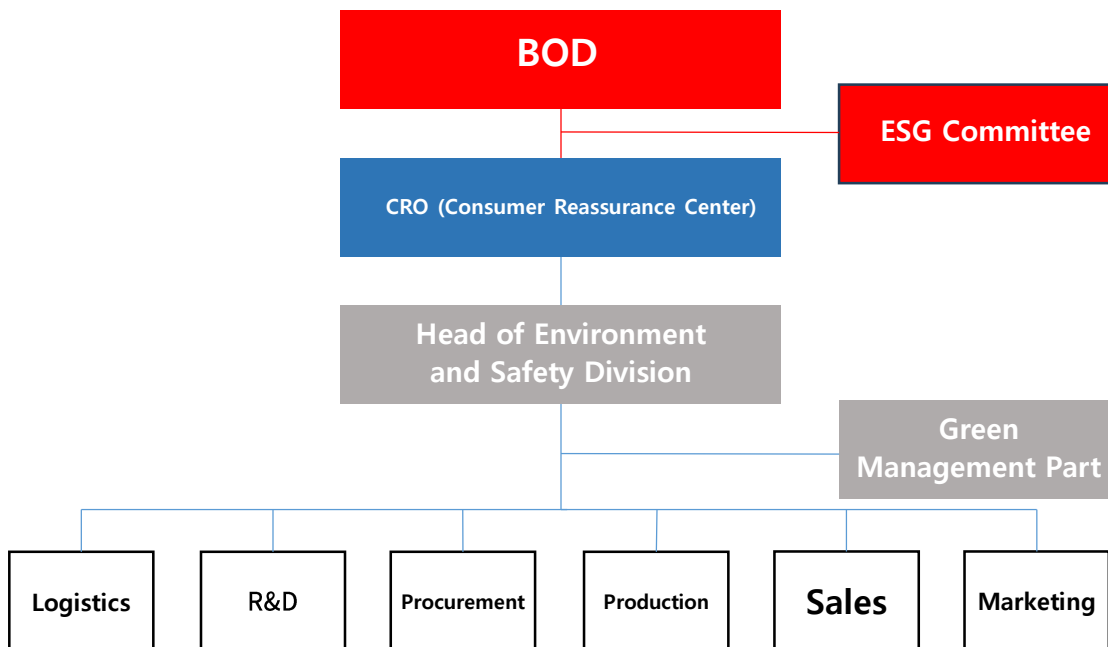 BOD
ESG Committee
CRO (Consumer Reassurance Center)
Head of Environment
and Safety Division
Green
Management Part
Logistics
R&D
Procurement
Production
Sales
Marketing